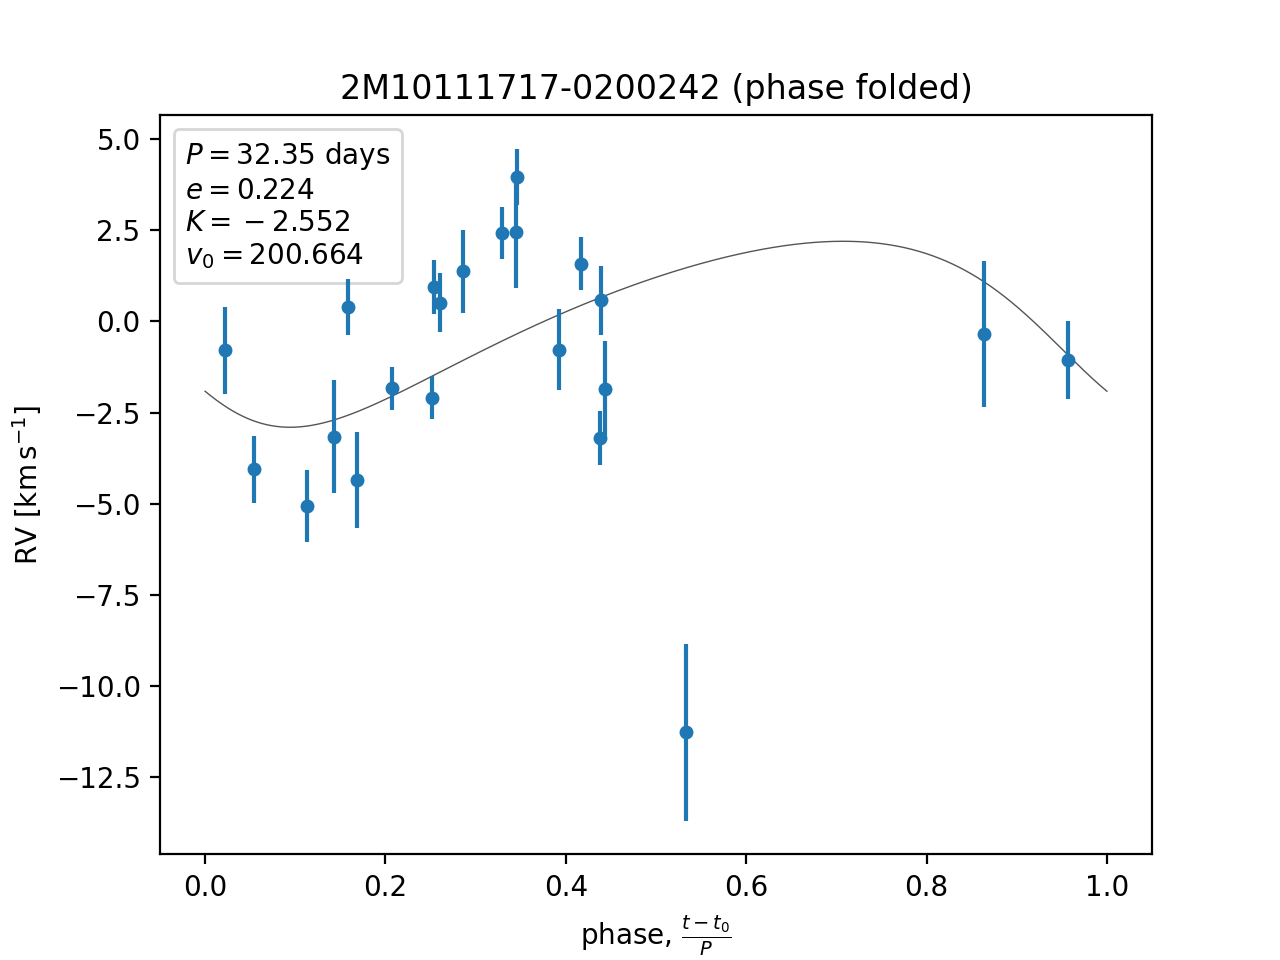 2M10111717-0200242 (phase folded)
P = 32.35 days
e = 0.224
K = − 2.552
v₀ = 200.664
5.0
2.5
0.0
−2.5
−5.0
−7.5
−10.0
−12.5
RV [km s⁻¹]
0.0 0.2 0.4 0.6 0.8 1.0
phase, (t − t₀)/P